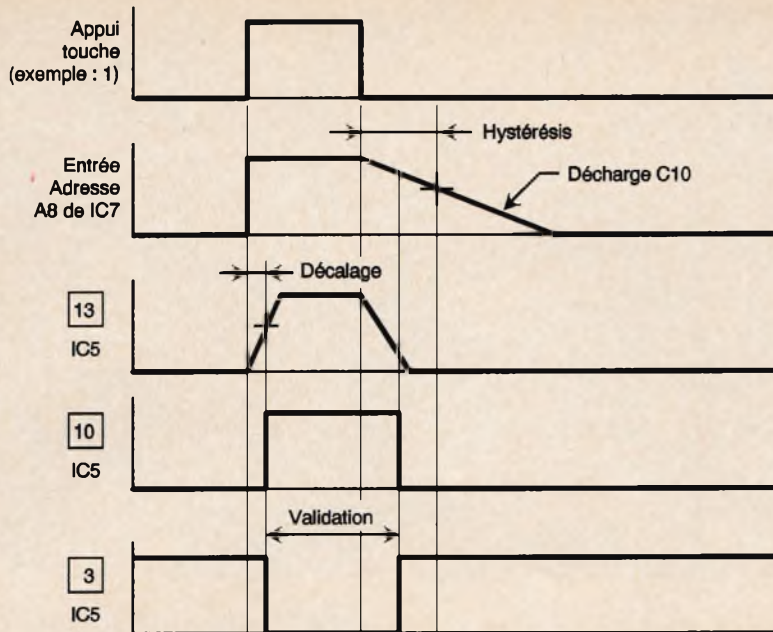 Appui
touche
(exemple : 1)
Hystérésis
Entrée
Adresse
A8 de IC7
Décharge C10
Décalage
13
IC5
10
IC5
Validation
3
IC5